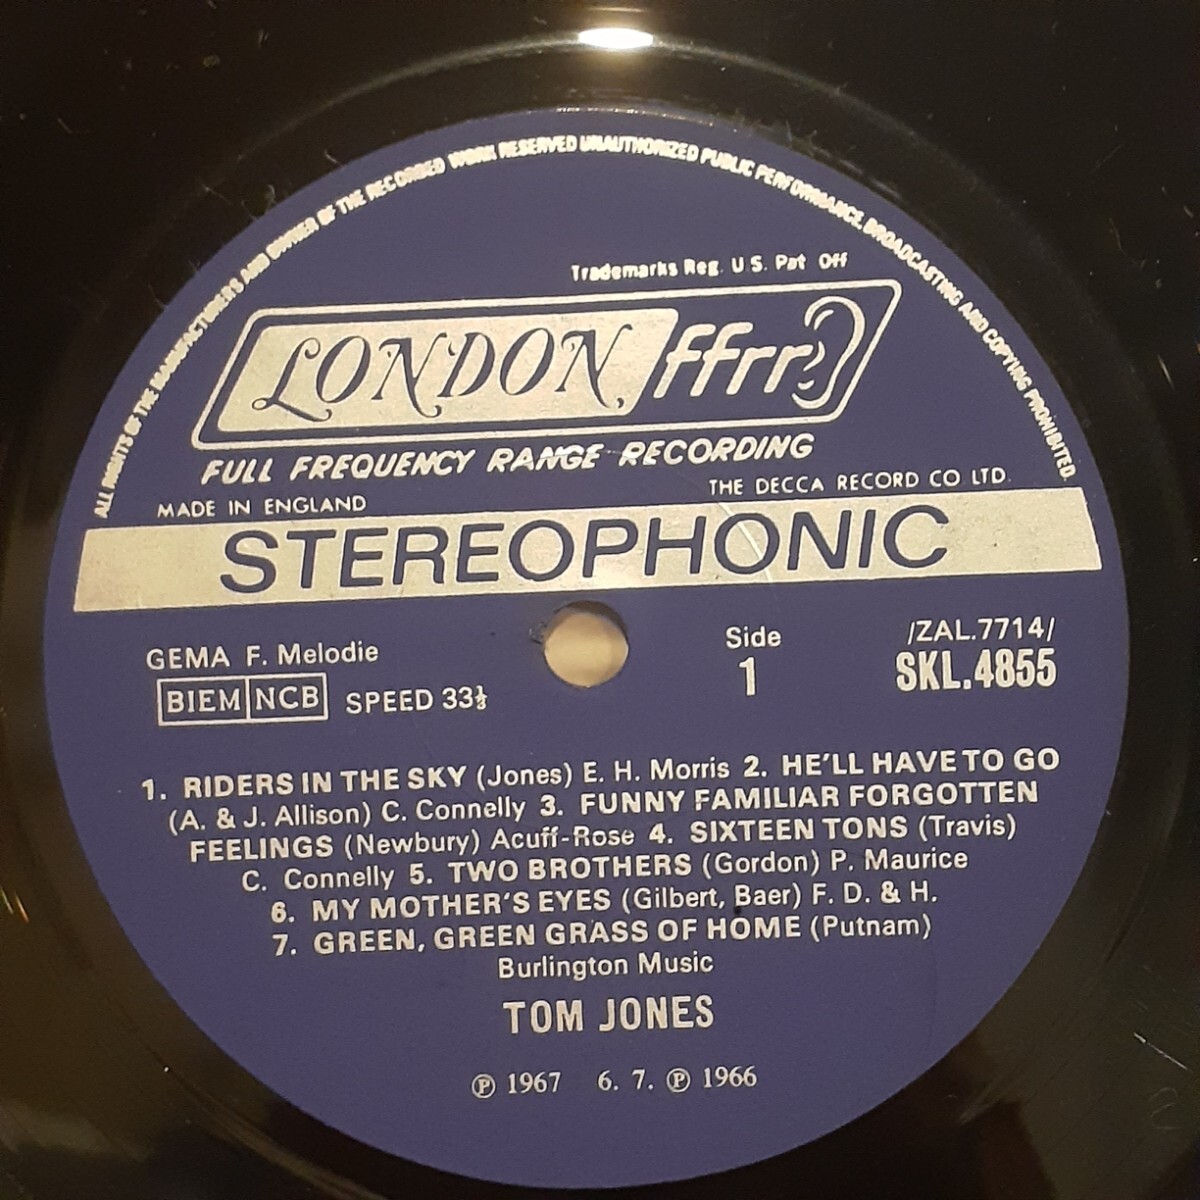 ALL RIGHTS OF THE MANUFACTURERS AND OWNER OF THE RECORDED WORK RESERVED UNAUTHORIZED PUBLIC PERFORMANCE BROADCASTING AND COPYING PROHIBITED.
Trademarks Reg. U.S. Pat Off
LONDON, ffrr
FULL FREQUENCY RANGE RECORDING
MADE IN ENGLAND THE DECCA RECORD CO LTD.
STEREOPHONIC
GEMA F. Melodie Side /ZAL.7714/
BIEM NCB SPEED 33⅓ 1 SKL.4855
1. RIDERS IN THE SKY (Jones) E. H. Morris 2. HE'LL HAVE TO GO
(A. & J. Allison) C. Connelly 3. FUNNY FAMILIAR FORGOTTEN
FEELINGS (Newbury) Acuff-Rose 4. SIXTEEN TONS (Travis)
C. Connelly 5. TWO BROTHERS (Gordon) P. Maurice
6. MY MOTHER'S EYES (Gilbert, Baer) F. D. & H.
7. GREEN, GREEN GRASS OF HOME (Putnam)
Burlington Music
TOM JONES
℗ 1967 6. 7. ℗ 1966